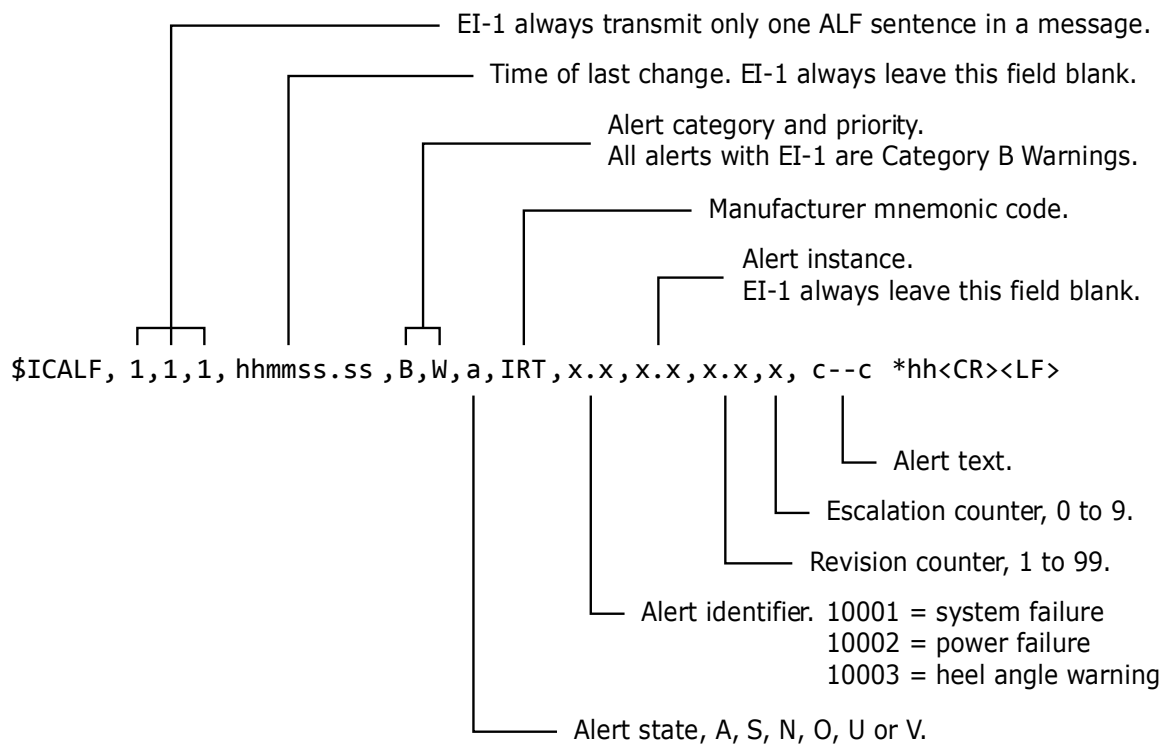 EI-1 always transmit only one ALF sentence in a message.
Time of last change. EI-1 always leave this field blank.
Alert category and priority.
All alerts with EI-1 are Category B Warnings.
Manufacturer mnemonic code.
Alert instance.
EI-1 always leave this field blank.
$ICALF, 1,1,1, hhmmss.ss ,B,W,a,IRT,x.x,x.x,x.x,x, c--c *hh<CR><LF>
Alert text.
Escalation counter, 0 to 9.
Revision counter, 1 to 99.
Alert identifier. 10001 = system failure
10002 = power failure
10003 = heel angle warning
Alert state, A, S, N, O, U or V.